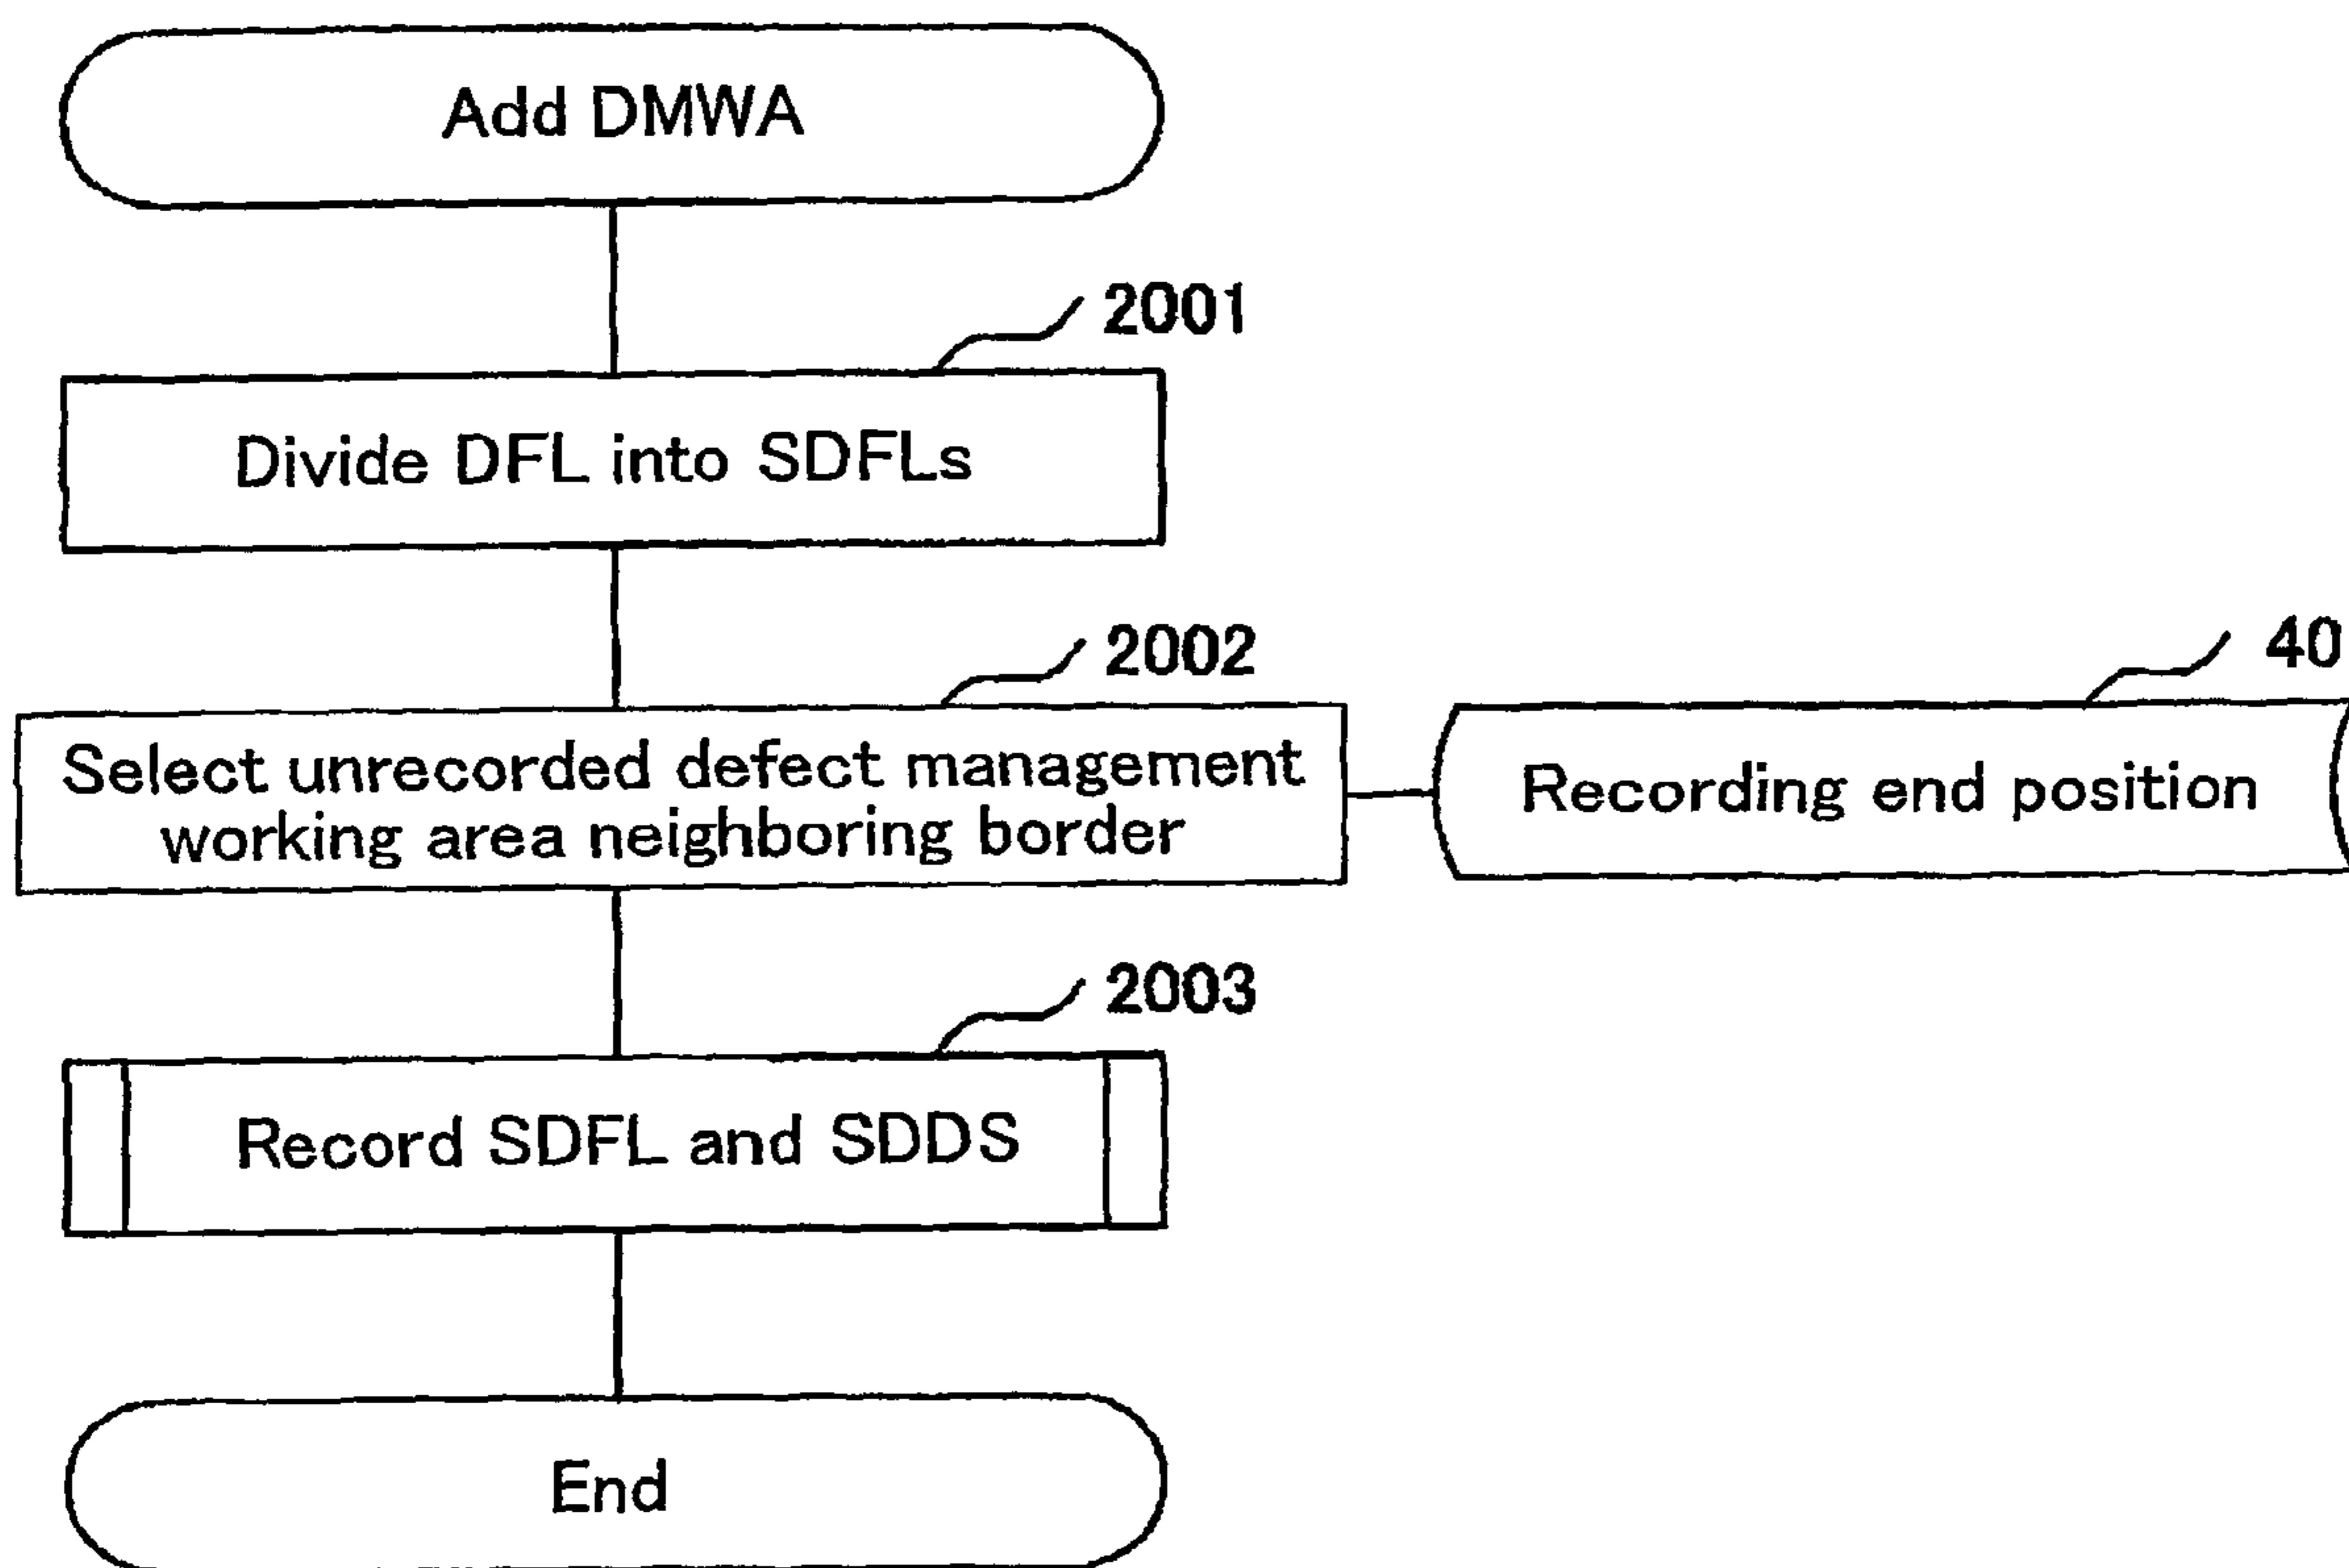 Add DMWA
2001
Divide DFL into SDFLs
2002
40
Select unrecorded defect management
working area neighboring border
Recording end position
2003
Record SDFL and SDDS
End